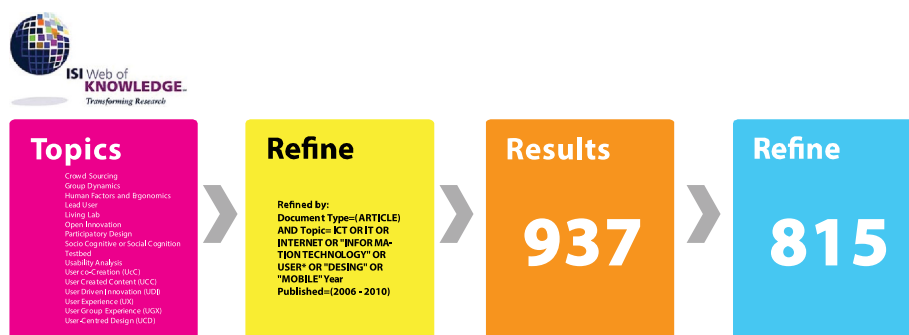 ISI Web of
KNOWLEDGE
Transforming Research
Topics
Crowd Sourcing
Group Dynamics
Human Factors and Ergonomics
Lead User
Living Lab
Open Innovation
Participatory Design
Socio Cognitive or Social Cognition
Testbed
Usability Analysis
User co-Creation (UcC)
User Created Content (UCC)
User Driven Innovation (UDI)
User Experience (UX)
User Group Experience (UGX)
User-Centred Design (UCD)
Refine
Refined by:
Document Type=(ARTICLE)
AND Topic= ICT OR IT OR
INTERNET OR "INFOR MA-
TION TECHNOLOGY" OR
USER* OR "DESING" OR
"MOBILE" Year
Published=(2006 - 2010)
Results
937
Refine
815